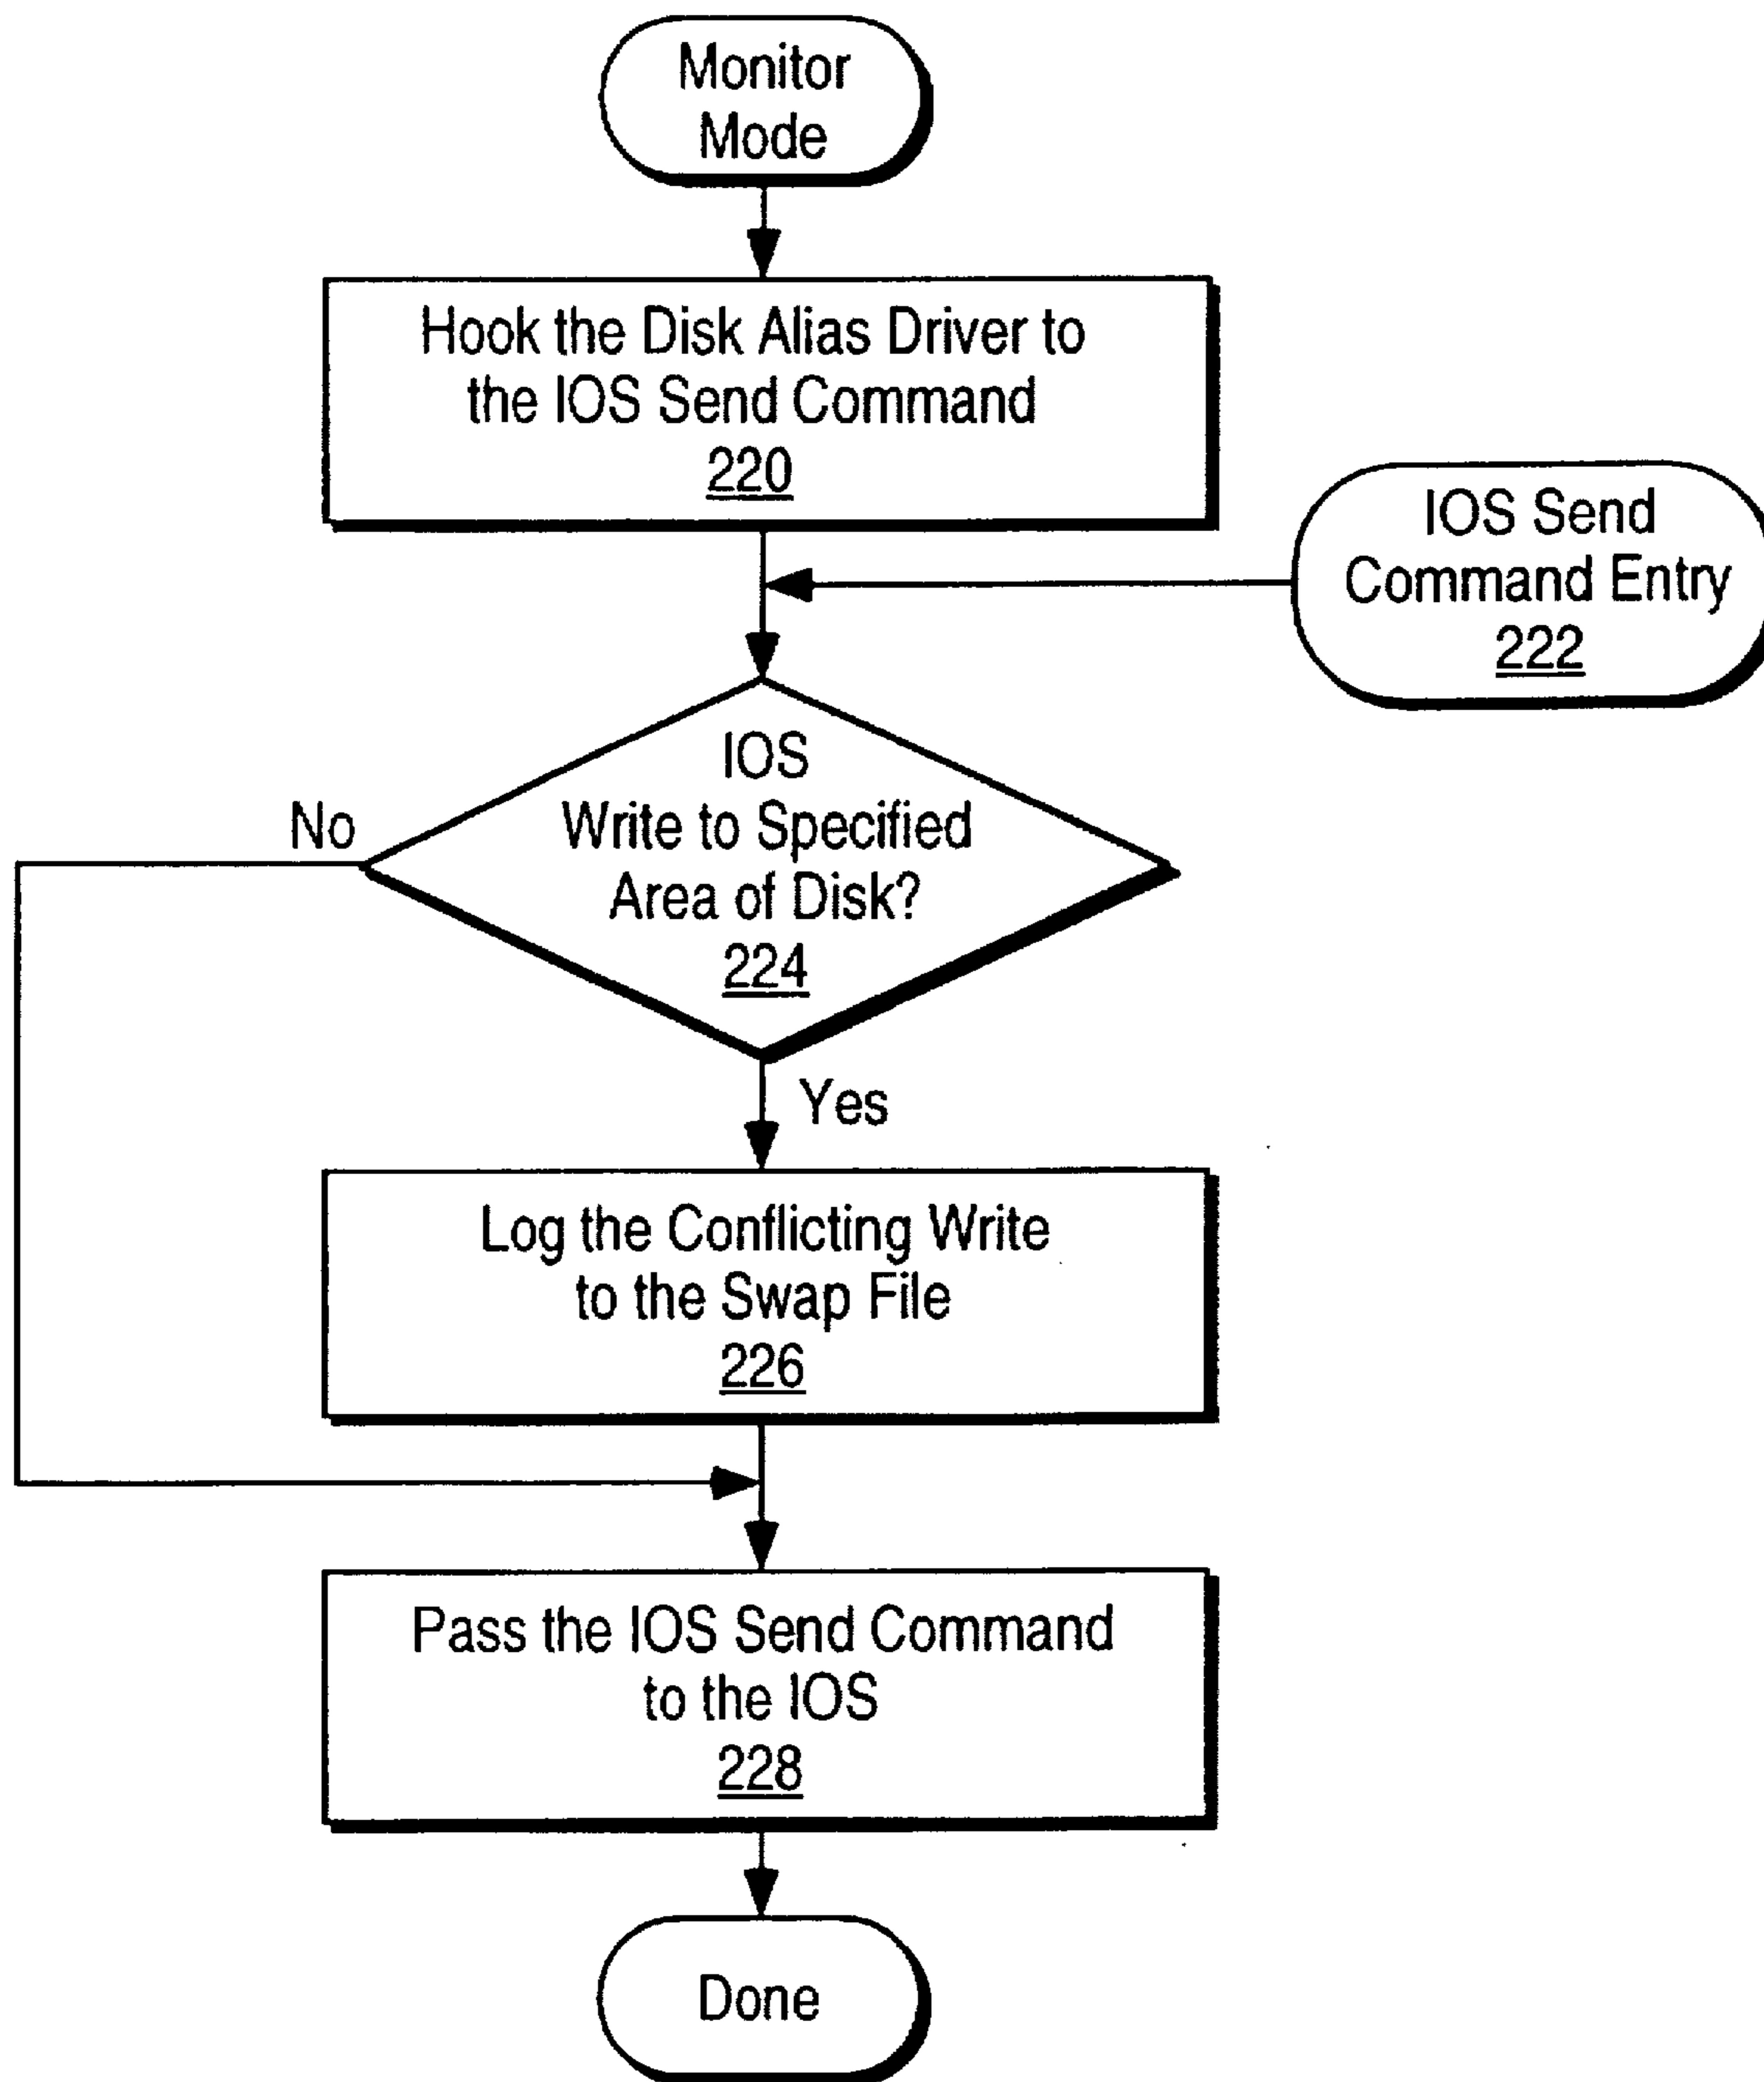 Monitor
Mode
Hook the Disk Alias Driver to
the IOS Send Command
220
IOS Send
Command Entry
222
IOS
Write to Specified
Area of Disk?
224
No
Yes
Log the Conflicting Write
to the Swap File
226
Pass the IOS Send Command
to the IOS
228
Done